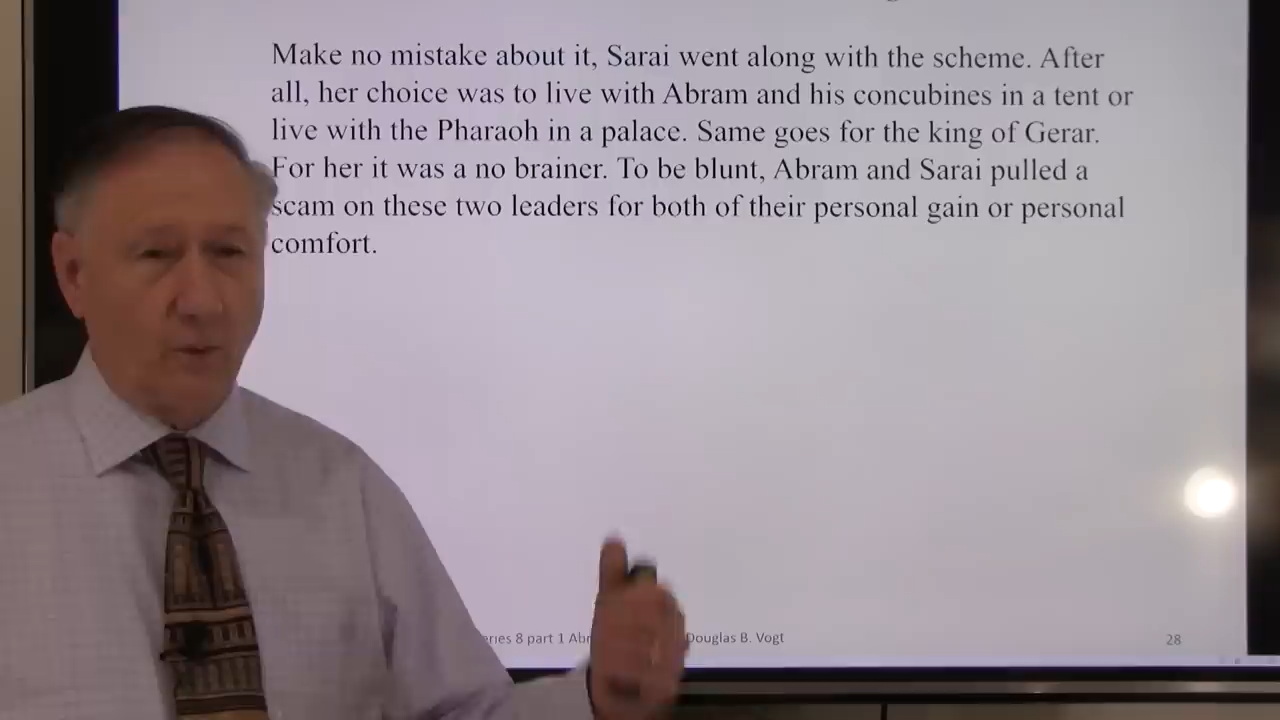 Make no mistake about it, Sarai went along with the scheme. After
all, her choice was to live with Abram and his concubines in a tent or
live with the Pharaoh in a palace. Same goes for the king of Gerar.
For her it was a no brainer. To be blunt, Abram and Sarai pulled a
scam on these two leaders for both of their personal gain or personal
comfort.
8 part 1 Douglas B. Vogt 28